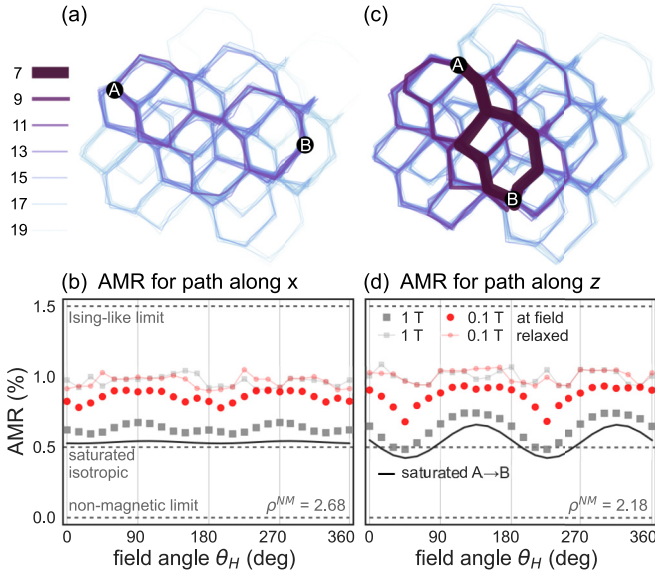 (a)
(c)
7
9
11
13
15
17
19
A
B
A
B
(b) AMR for path along x
(d) AMR for path along z
AMR (%)
1.5
1.0
0.5
0.0
Ising-like limit
saturated
isotropic
non-magnetic limit
ρᴺᴹ = 2.68
0 90 180 270 360
field angle θ_H (deg)
1 T 0.1 T at field
1 T 0.1 T relaxed
saturated A→B
ρᴺᴹ = 2.18
0 90 180 270 360
field angle θ_H (deg)